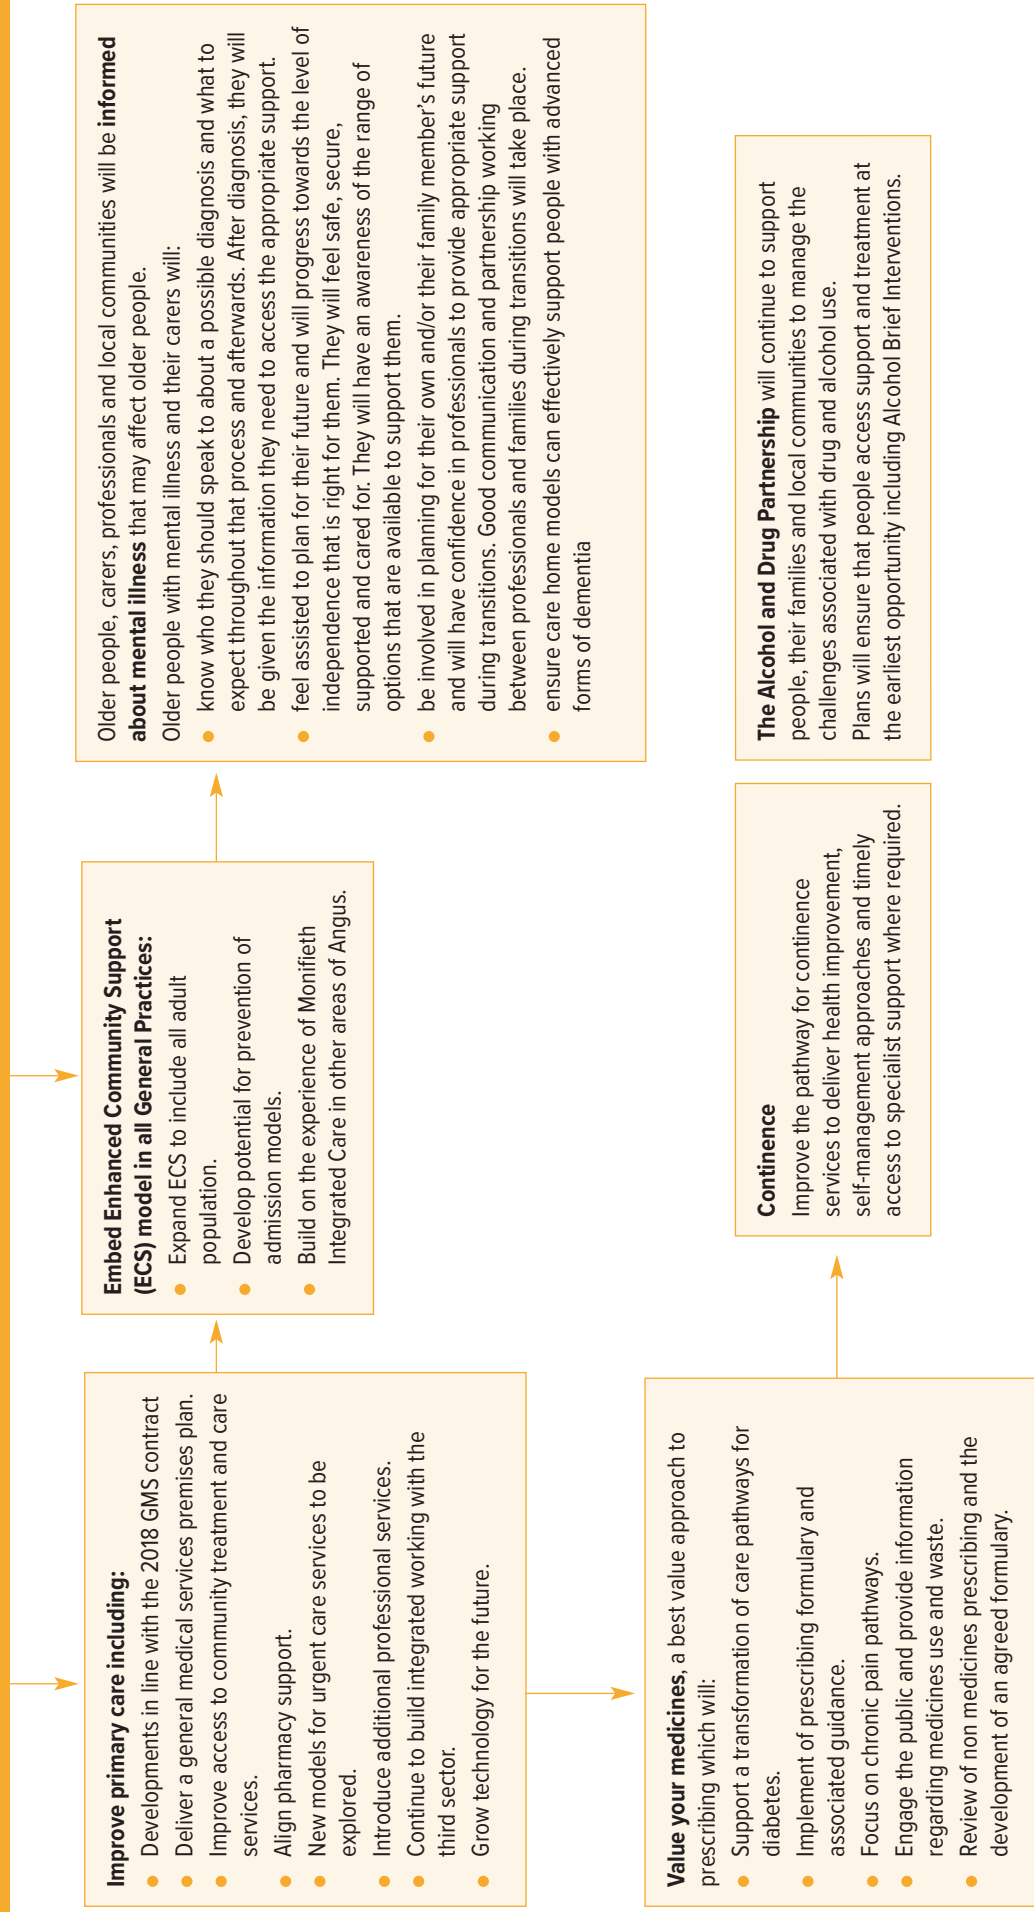 Improve primary care including:
● Developments in line with the 2018 GMS contract
● Deliver a general medical services premises plan.
● Improve access to community treatment and care
services.
● Align pharmacy support.
● New models for urgent care services to be
explored.
● Introduce additional professional services.
● Continue to build integrated working with the
third sector.
● Grow technology for the future.
Embed Enhanced Community Support
(ECS) model in all General Practices:
● Expand ECS to include all adult
population.
● Develop potential for prevention of
admission models.
● Build on the experience of Monifieth
Integrated Care in other areas of Angus.
Older people, carers, professionals and local communities will be informed
about mental illness that may affect older people.
Older people with mental illness and their carers will:
● know who they should speak to about a possible diagnosis and what to
expect throughout that process and afterwards. After diagnosis, they will
be given the information they need to access the appropriate support.
● feel assisted to plan for their future and will progress towards the level of
independence that is right for them. They will feel safe, secure,
supported and cared for. They will have an awareness of the range of
options that are available to support them.
● be involved in planning for their own and/or their family member's future
and will have confidence in professionals to provide appropriate support
during transitions. Good communication and partnership working
between professionals and families during transitions will take place.
● ensure care home models can effectively support people with advanced
forms of dementia
Value your medicines, a best value approach to
prescribing which will:
● Support a transformation of care pathways for
diabetes.
● Implement of prescribing formulary and
associated guidance.
● Focus on chronic pain pathways.
● Engage the public and provide information
regarding medicines use and waste.
● Review of non medicines prescribing and the
development of an agreed formulary.
Continence
Improve the pathway for continence
services to deliver health improvement,
self-management approaches and timely
access to specialist support where required.
The Alcohol and Drug Partnership will continue to support
people, their families and local communities to manage the
challenges associated with drug and alcohol use.
Plans will ensure that people access support and treatment at
the earliest opportunity including Alcohol Brief Interventions.